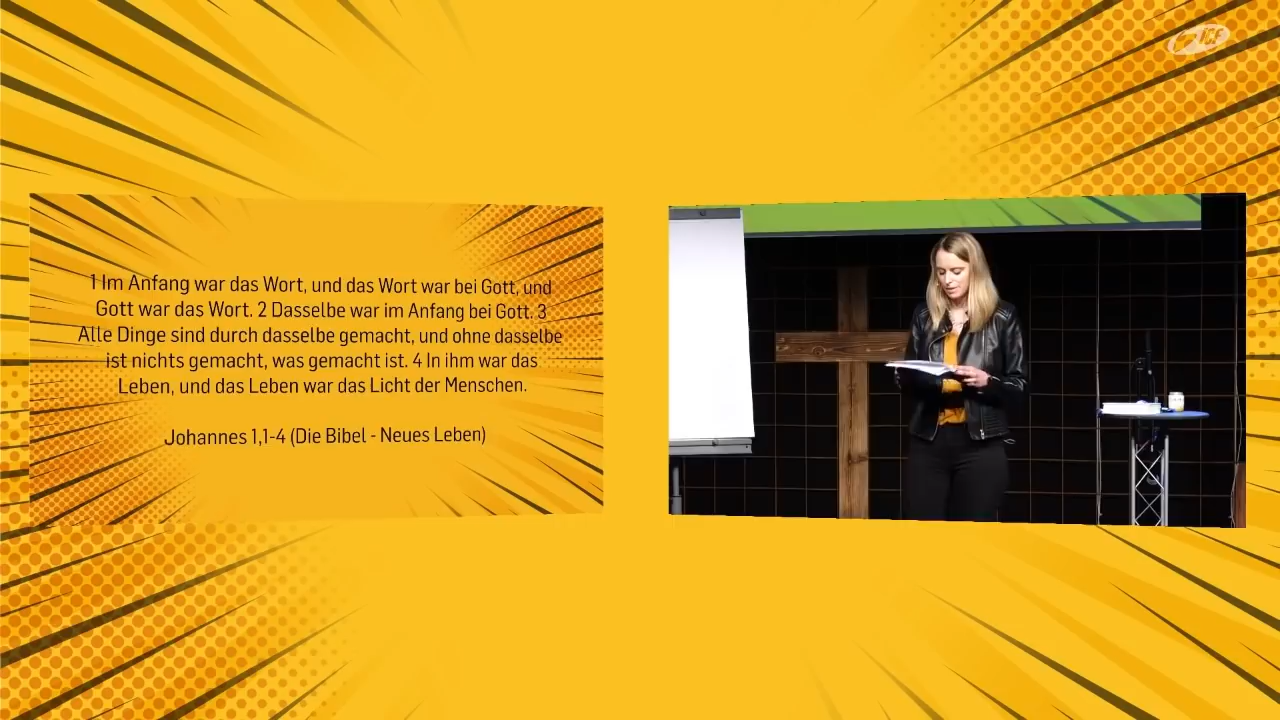 ICF
1 Im Anfang war das Wort, und das Wort war bei Gott, und
Gott war das Wort. 2 Dasselbe war im Anfang bei Gott. 3
Alle Dinge sind durch dasselbe gemacht, und ohne dasselbe
ist nichts gemacht, was gemacht ist. 4 In ihm war das
Leben, und das Leben war das Licht der Menschen.
Johannes 1,1-4 (Die Bibel - Neues Leben)